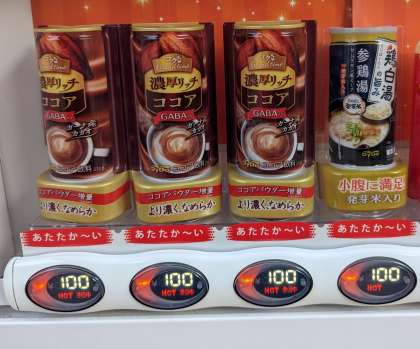 濃厚リッチ
ココア
GABA
ココアパウダー増量
より濃く、なめらか
濃厚リッチ
ココア
GABA
ココアパウダー増量
より濃く、なめらか
濃厚リッチ
ココア
GABA
ココアパウダー増量
より濃く、なめらか
参鶏湯
鶏白湯
小腹に満足
発芽米入り
あたたか〜い
あたたか〜い
あたたか〜い
あたたか〜い
100
HOT
100
HOT
100
HOT
100
HOT